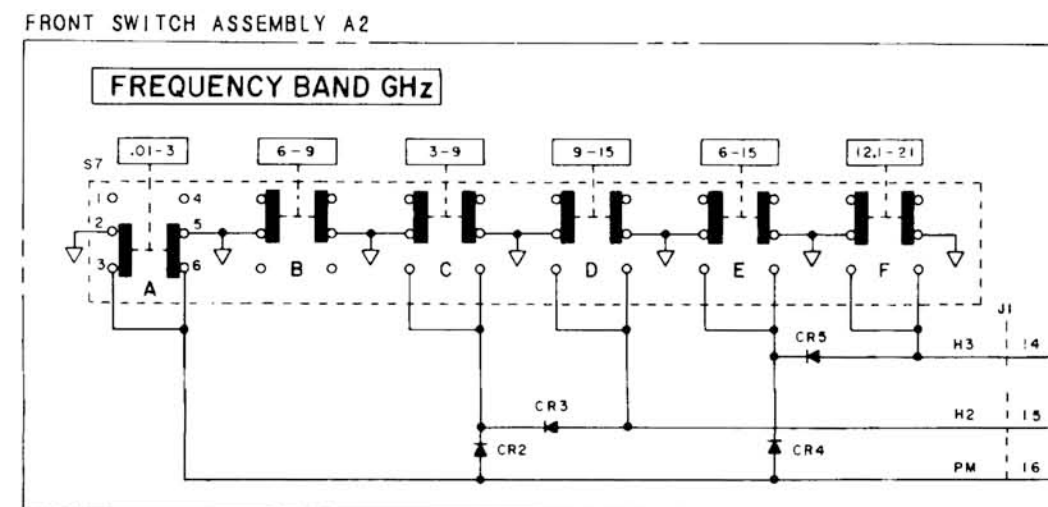 FRONT SWITCH ASSEMBLY A2
FREQUENCY BAND GHz
.01-3 6-9 3-9 9-15 6-15 12.1-21
S7
1 4
2 5
3 6
A B C D E F
J1
CR5
H3 14
CR3
H2 15
CR2 CR4
PM 16